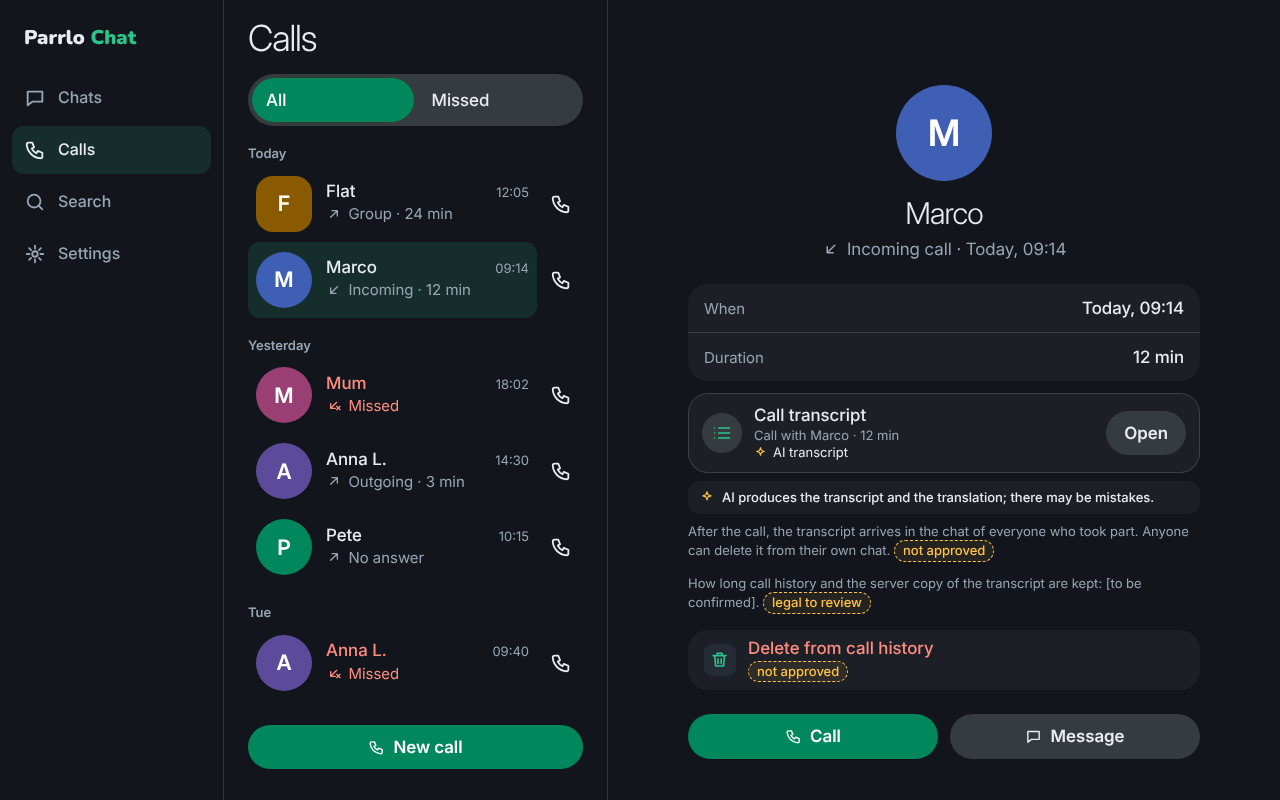 Parrlo Chat
Chats
Calls
Search
Settings
Calls
All
Missed
Today
F
Flat
12:05
Group · 24 min
M
Marco
09:14
Incoming · 12 min
Yesterday
M
Mum
18:02
Missed
A
Anna L.
14:30
Outgoing · 3 min
P
Pete
10:15
No answer
Tue
A
Anna L.
09:40
Missed
New call
M
Marco
Incoming call · Today, 09:14
When
Today, 09:14
Duration
12 min
Call transcript
Call with Marco · 12 min
AI transcript
Open
AI produces the transcript and the translation; there may be mistakes.
After the call, the transcript arrives in the chat of everyone who took part. Anyone
can delete it from their own chat. not approved
How long call history and the server copy of the transcript are kept: [to be
confirmed]. legal to review
Delete from call history
not approved
Call
Message